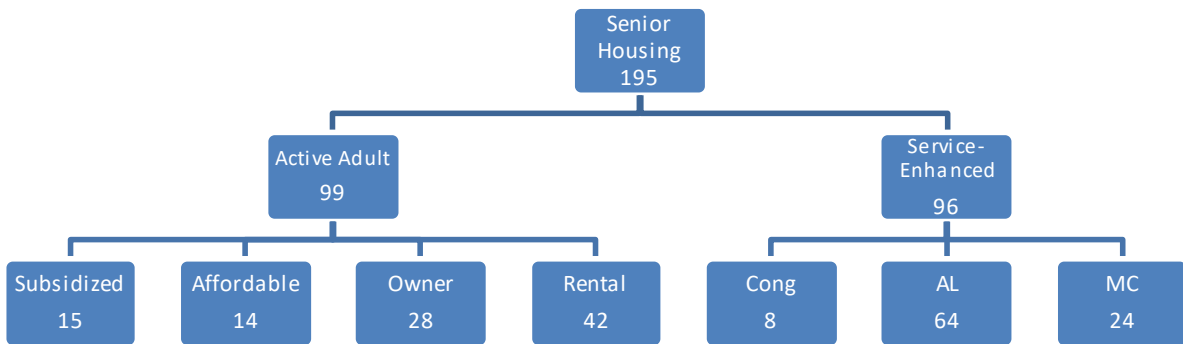 Senior
Housing
195
Active Adult
99
Service-
Enhanced
96
Subsidized
15
Affordable
14
Owner
28
Rental
42
Cong
8
AL
64
MC
24